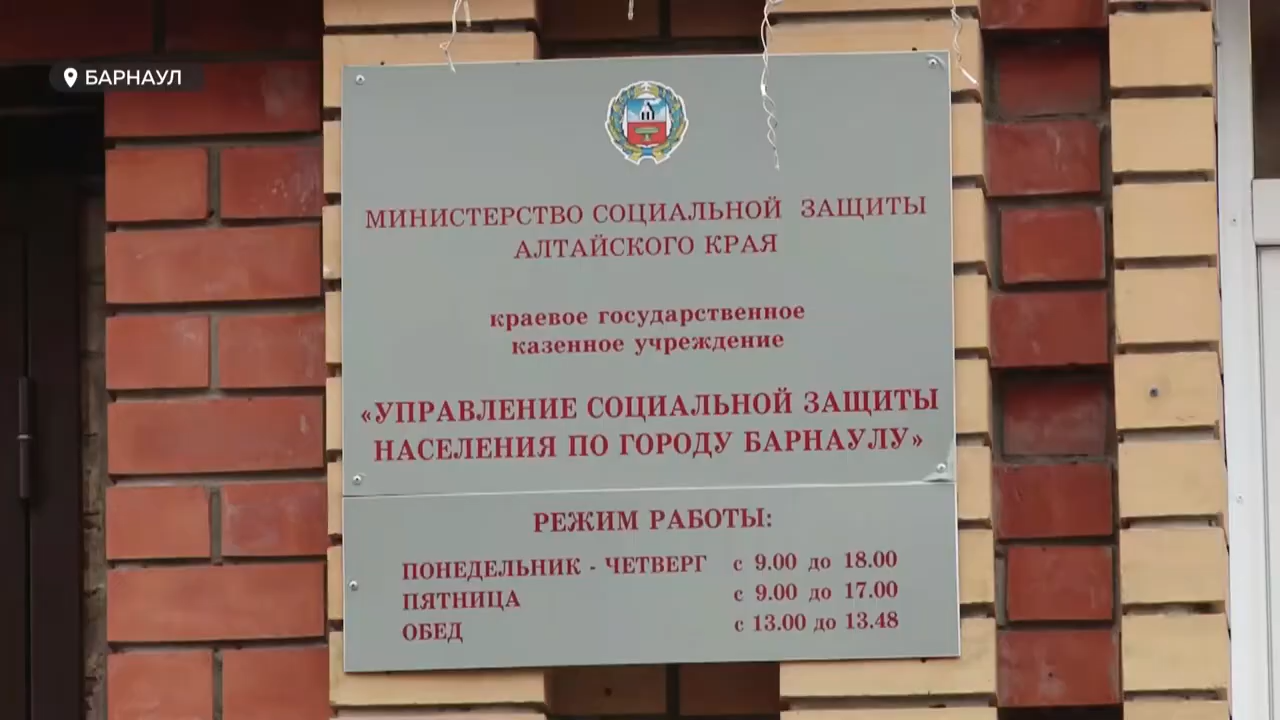 БАРНАУЛ
МИНИСТЕРСТВО СОЦИАЛЬНОЙ ЗАЩИТЫ
АЛТАЙСКОГО КРАЯ
краевое государственное
казенное учреждение
«УПРАВЛЕНИЕ СОЦИАЛЬНОЙ ЗАЩИТЫ
НАСЕЛЕНИЯ ПО ГОРОДУ БАРНАУЛУ»
РЕЖИМ РАБОТЫ:
ПОНЕДЕЛЬНИК - ЧЕТВЕРГ с 9.00 до 18.00
ПЯТНИЦА с 9.00 до 17.00
ОБЕД с 13.00 до 13.48